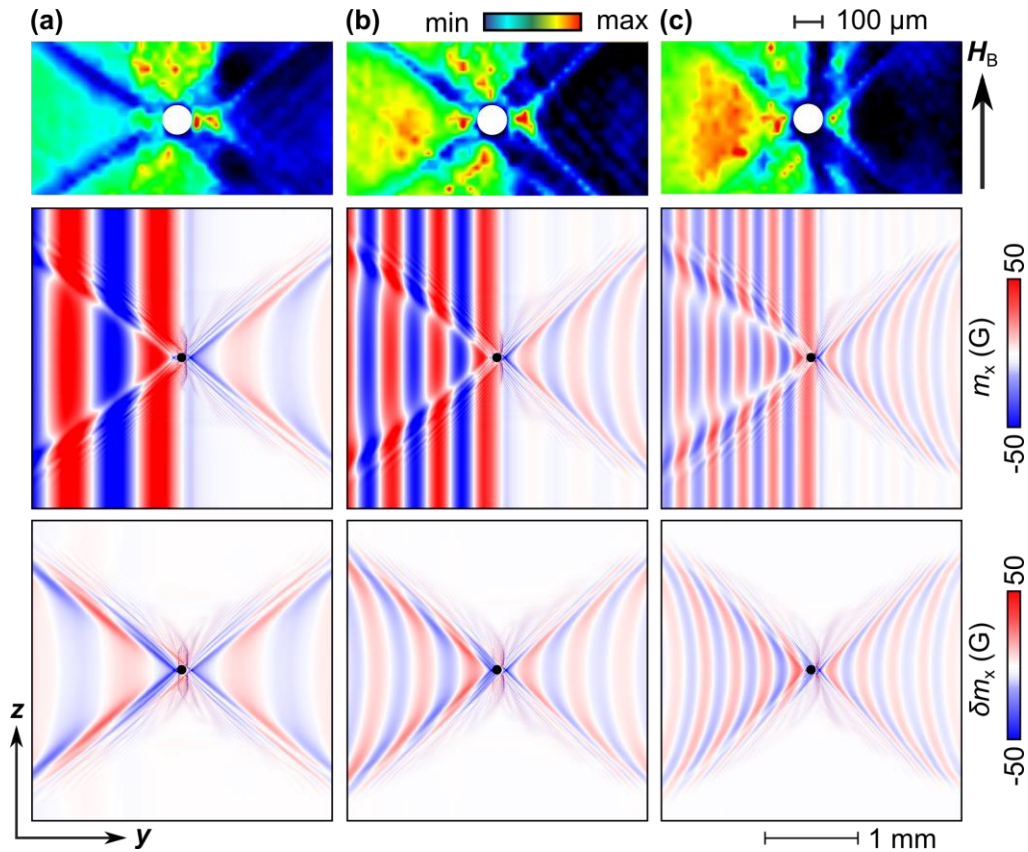 (a) min max (b) (c) 100 μm
H_B
50
m_x (G)
-50
50
δm_x (G)
-50
z
y
1 mm